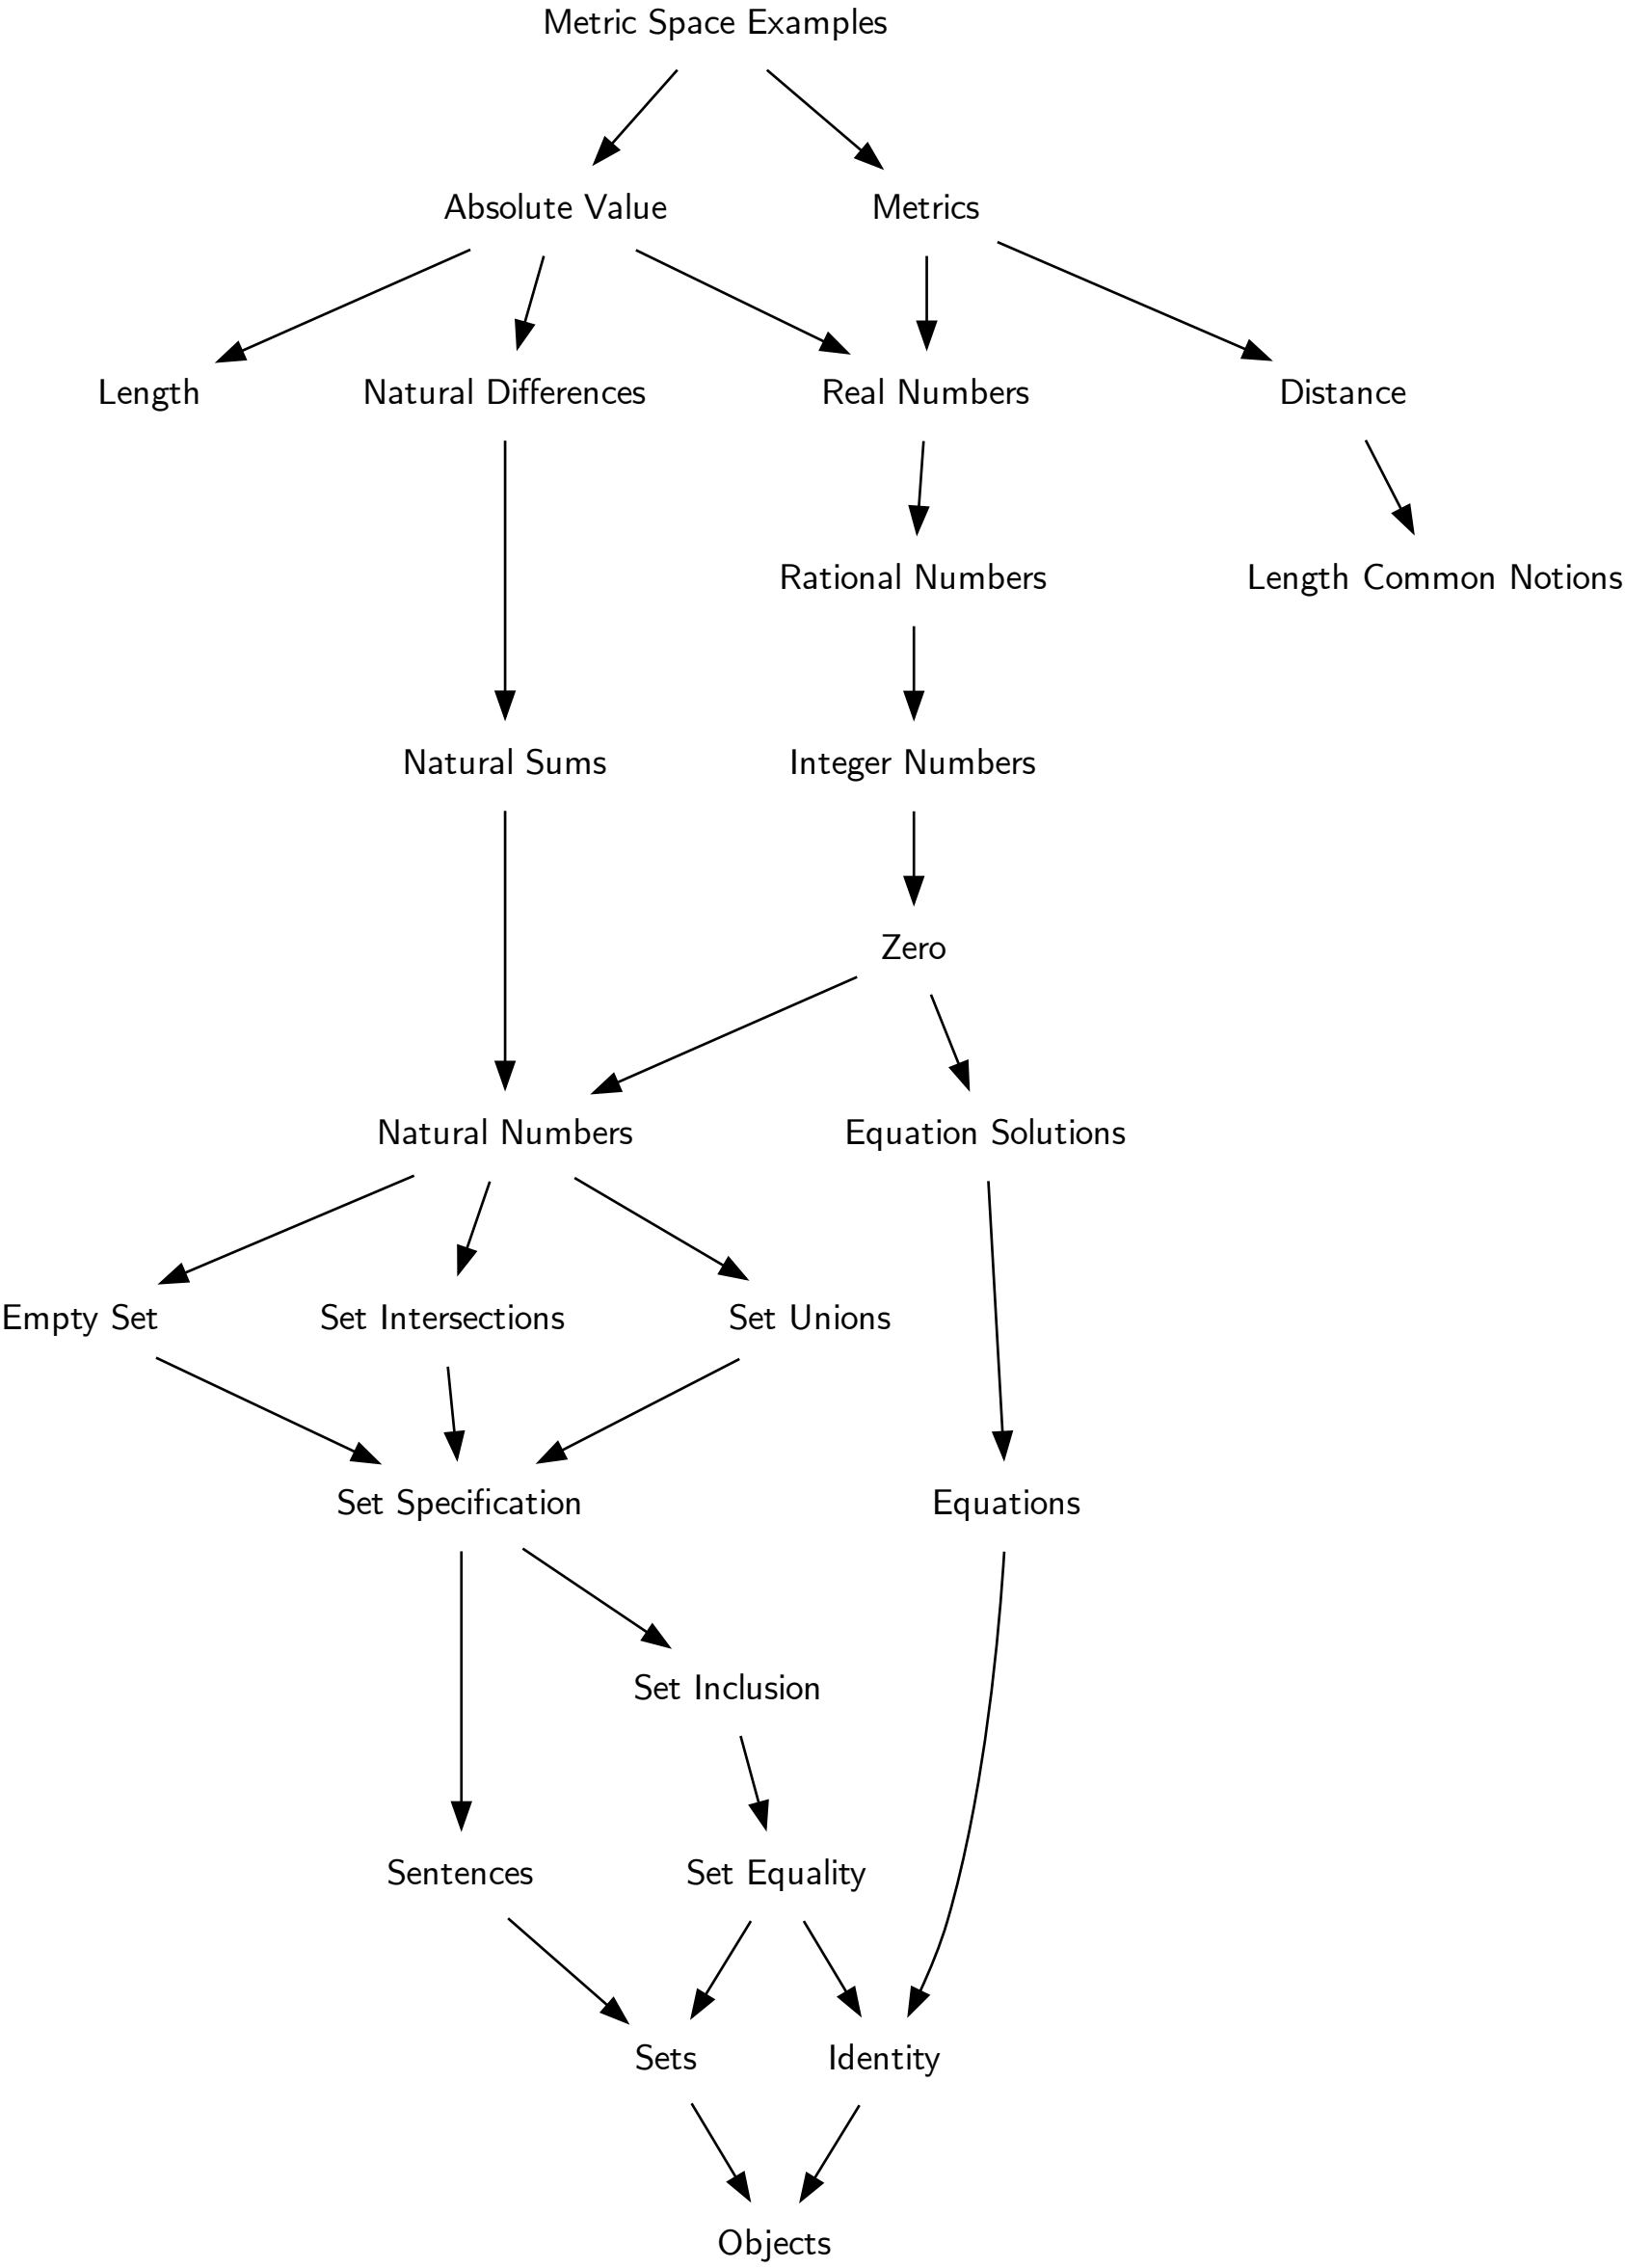 Metric Space Examples
Absolute Value
Metrics
Length
Natural Differences
Real Numbers
Distance
Rational Numbers
Length Common Notions
Natural Sums
Integer Numbers
Zero
Natural Numbers
Equation Solutions
Empty Set
Set Intersections
Set Unions
Set Specification
Equations
Set Inclusion
Sentences
Set Equality
Sets
Identity
Objects